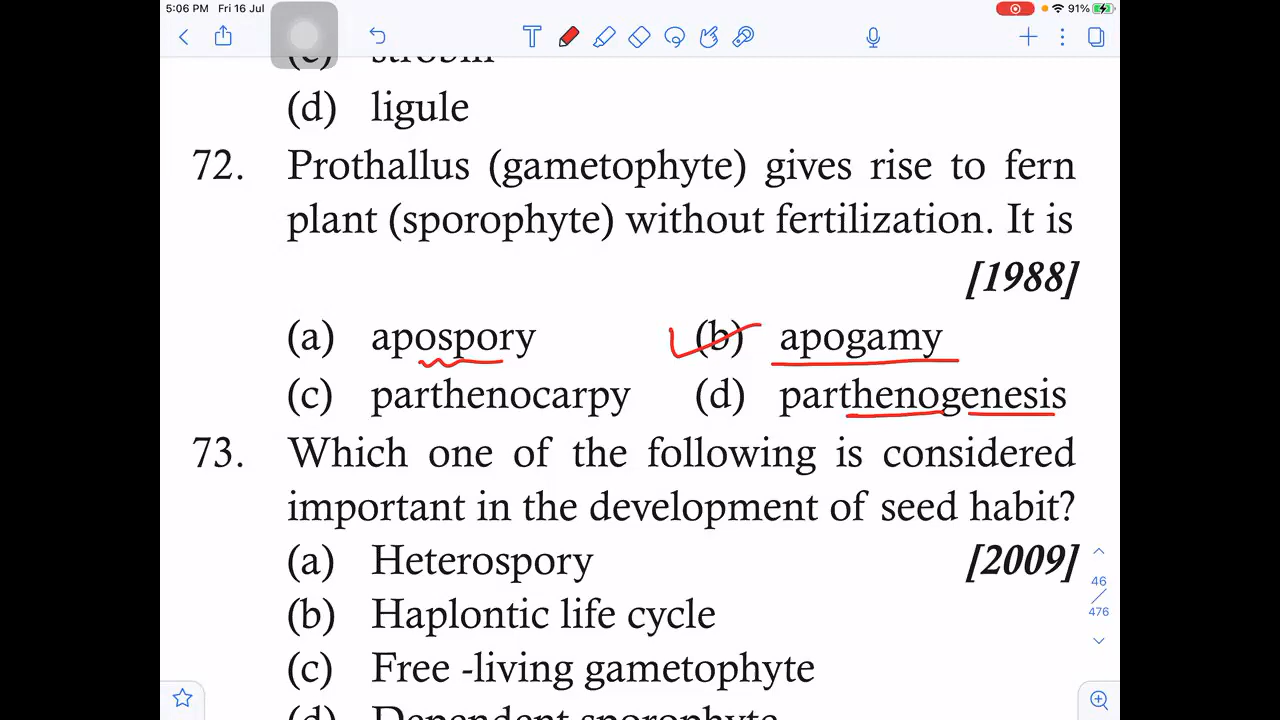 5:06 PM Fri 16 Jul
91%
T
(d) ligule
72. Prothallus (gametophyte) gives rise to fern
plant (sporophyte) without fertilization. It is
[1988]
(a) apospory (b) apogamy
(c) parthenocarpy (d) parthenogenesis
73. Which one of the following is considered
important in the development of seed habit?
(a) Heterospory [2009]
(b) Haplontic life cycle
(c) Free -living gametophyte
(d) Dependent sporophyte
46
476